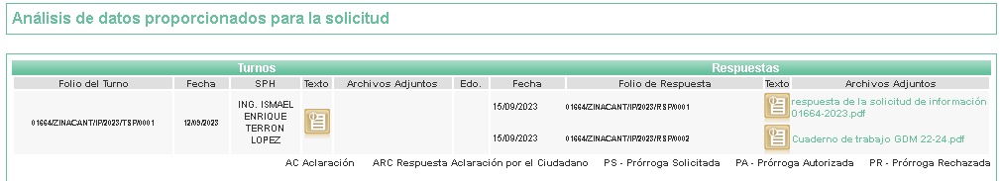 Análisis de datos proporcionados para la solicitud
Turnos Respuestas
Folio del Turno Fecha SPH Texto Archivos Adjuntos Edo. Fecha Folio de Respuesta Texto Archivos Adjuntos
01664/ZINACANT/IP/2023/TSP/0001 12/09/2023
ING. ISMAEL
ENRIQUE
TERRON
LOPEZ
15/09/2023 01664/ZINACANT/IP/2023/RSP/0001
respuesta de la solicitud de información
01664-2023.pdf
15/09/2023 01664/ZINACANT/IP/2023/RSP/0002 Cuaderno de trabajo GDM 22-24.pdf
AC Aclaración ARC Respuesta Aclaración por el Ciudadano PS - Prórroga Solicitada PA - Prórroga Autorizada PR - Prórroga Rechazada